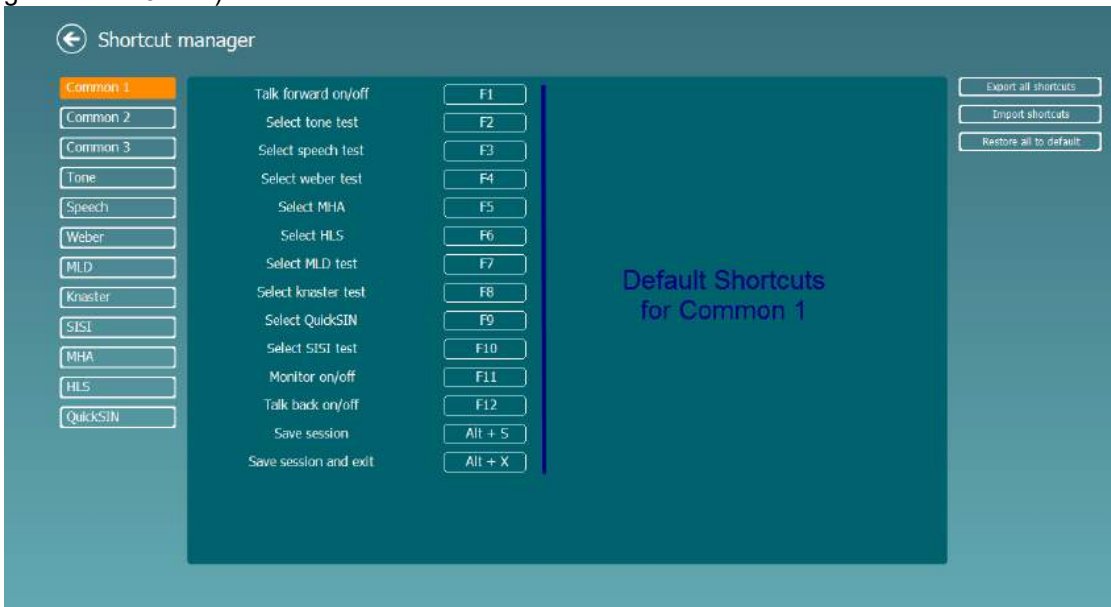 Shortcut manager
Common 1
Common 2
Common 3
Tone
Speech
Weber
MLD
Knaster
SISI
MHA
HLS
QuickSIN
Talk forward on/off F1
Select tone test F2
Select speech test F3
Select weber test F4
Select MHA F5
Select HLS F6
Select MLD test F7
Select knaster test F8
Select QuickSIN F9
Select SISI test F10
Monitor on/off F11
Talk back on/off F12
Save session Alt + S
Save session and exit Alt + X
Default Shortcuts
for Common 1
Export all shortcuts
Import shortcuts
Restore all to default